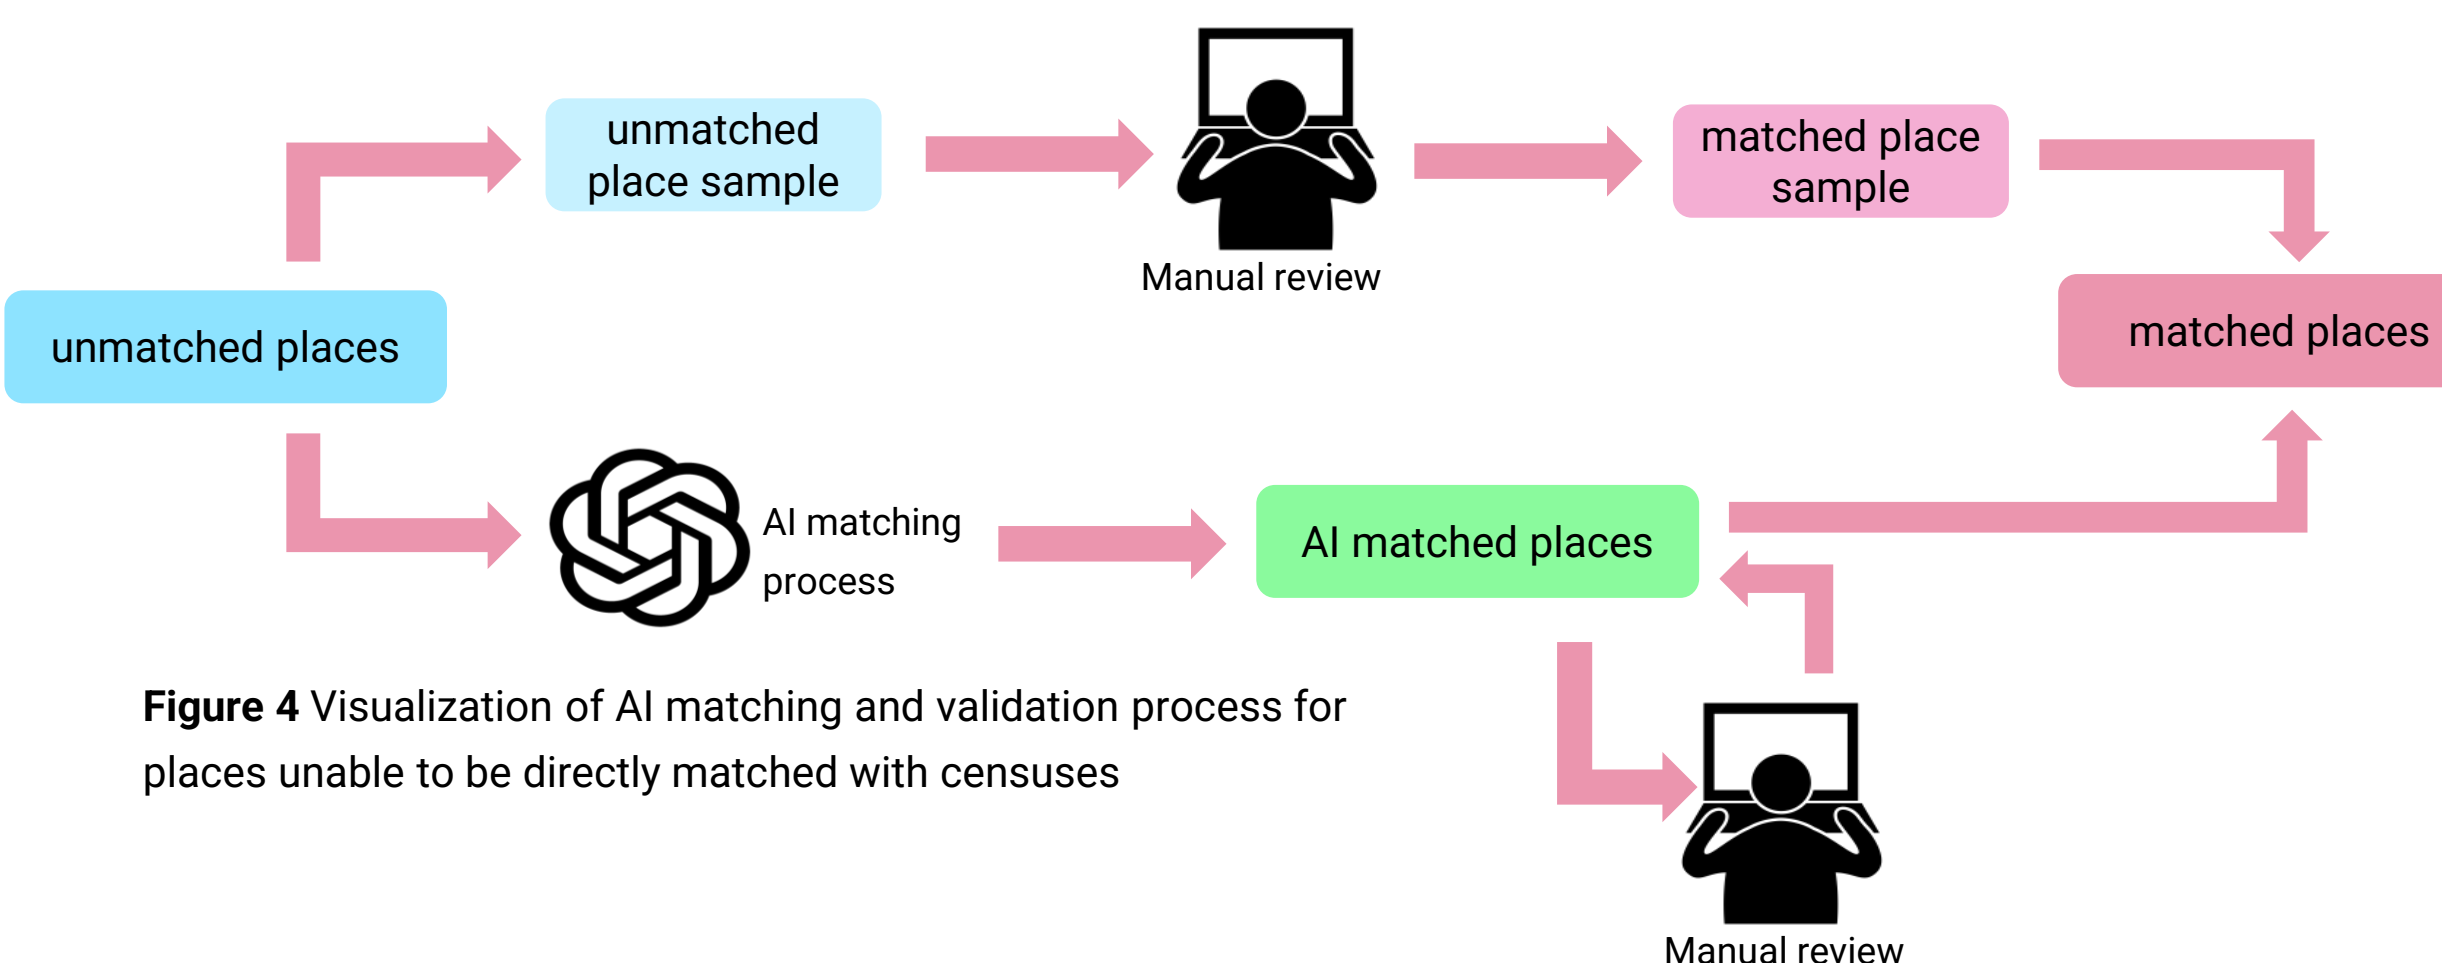 unmatched
place sample
Manual review
matched place
sample
unmatched places
matched places
AI matching
process
AI matched places
Figure 4 Visualization of AI matching and validation process for
places unable to be directly matched with censuses
Manual review